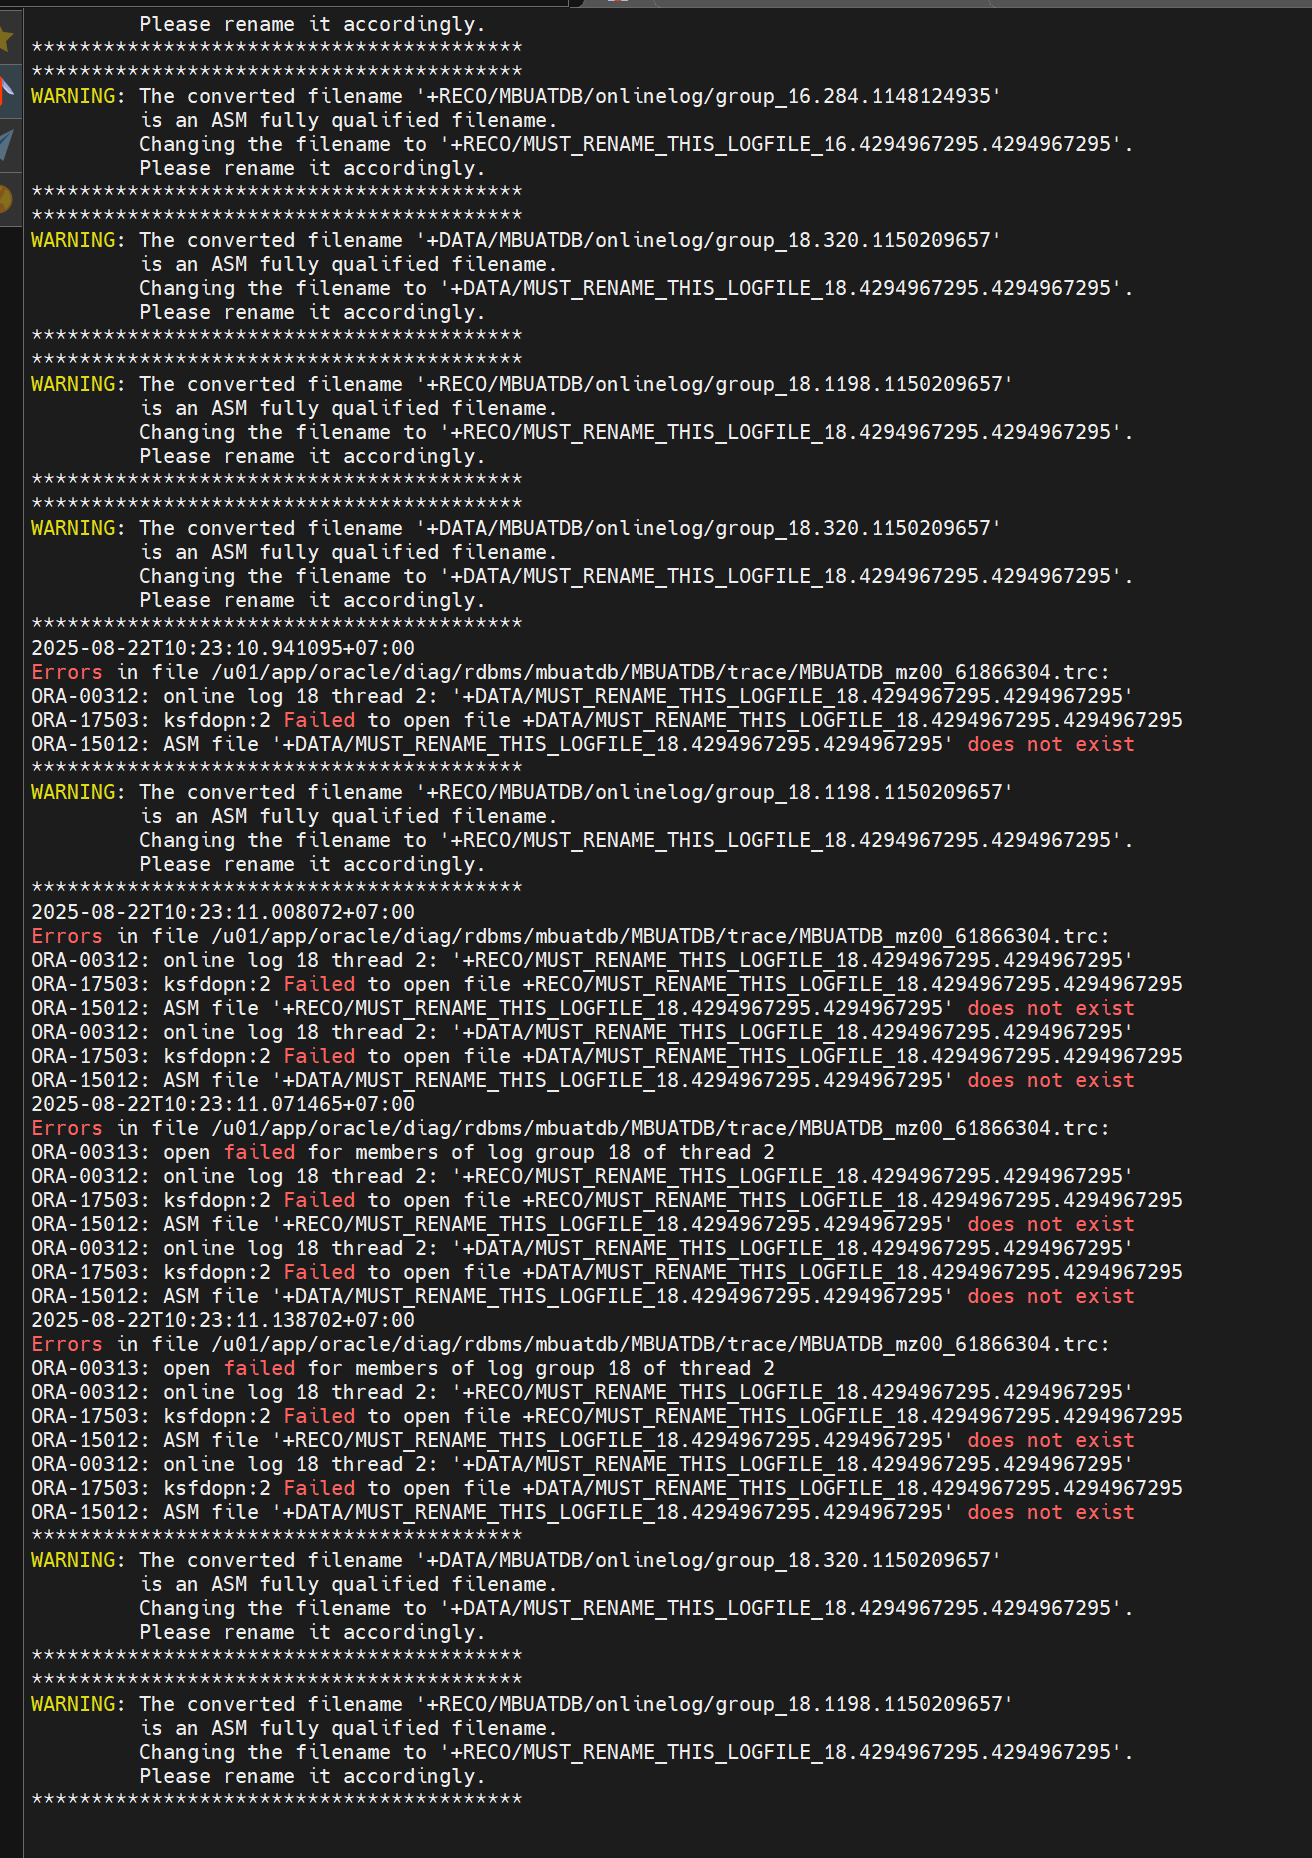 Please rename it accordingly.
*****************************************
*****************************************
WARNING: The converted filename '+RECO/MBUATDB/onlinelog/group_16.284.1148124935'
is an ASM fully qualified filename.
Changing the filename to '+RECO/MUST_RENAME_THIS_LOGFILE_16.4294967295.4294967295'.
Please rename it accordingly.
*****************************************
*****************************************
WARNING: The converted filename '+DATA/MBUATDB/onlinelog/group_18.320.1150209657'
is an ASM fully qualified filename.
Changing the filename to '+DATA/MUST_RENAME_THIS_LOGFILE_18.4294967295.4294967295'.
Please rename it accordingly.
*****************************************
*****************************************
WARNING: The converted filename '+RECO/MBUATDB/onlinelog/group_18.1198.1150209657'
is an ASM fully qualified filename.
Changing the filename to '+RECO/MUST_RENAME_THIS_LOGFILE_18.4294967295.4294967295'.
Please rename it accordingly.
*****************************************
*****************************************
WARNING: The converted filename '+DATA/MBUATDB/onlinelog/group_18.320.1150209657'
is an ASM fully qualified filename.
Changing the filename to '+DATA/MUST_RENAME_THIS_LOGFILE_18.4294967295.4294967295'.
Please rename it accordingly.
*****************************************
2025-08-22T10:23:10.941095+07:00
Errors in file /u01/app/oracle/diag/rdbms/mbuatdb/MBUATDB/trace/MBUATDB_mz00_61866304.trc:
ORA-00312: online log 18 thread 2: '+DATA/MUST_RENAME_THIS_LOGFILE_18.4294967295.4294967295'
ORA-17503: ksfdopn:2 Failed to open file +DATA/MUST_RENAME_THIS_LOGFILE_18.4294967295.4294967295
ORA-15012: ASM file '+DATA/MUST_RENAME_THIS_LOGFILE_18.4294967295.4294967295' does not exist
*****************************************
WARNING: The converted filename '+RECO/MBUATDB/onlinelog/group_18.1198.1150209657'
is an ASM fully qualified filename.
Changing the filename to '+RECO/MUST_RENAME_THIS_LOGFILE_18.4294967295.4294967295'.
Please rename it accordingly.
*****************************************
2025-08-22T10:23:11.008072+07:00
Errors in file /u01/app/oracle/diag/rdbms/mbuatdb/MBUATDB/trace/MBUATDB_mz00_61866304.trc:
ORA-00312: online log 18 thread 2: '+RECO/MUST_RENAME_THIS_LOGFILE_18.4294967295.4294967295'
ORA-17503: ksfdopn:2 Failed to open file +RECO/MUST_RENAME_THIS_LOGFILE_18.4294967295.4294967295
ORA-15012: ASM file '+RECO/MUST_RENAME_THIS_LOGFILE_18.4294967295.4294967295' does not exist
ORA-00312: online log 18 thread 2: '+DATA/MUST_RENAME_THIS_LOGFILE_18.4294967295.4294967295'
ORA-17503: ksfdopn:2 Failed to open file +DATA/MUST_RENAME_THIS_LOGFILE_18.4294967295.4294967295
ORA-15012: ASM file '+DATA/MUST_RENAME_THIS_LOGFILE_18.4294967295.4294967295' does not exist
2025-08-22T10:23:11.071465+07:00
Errors in file /u01/app/oracle/diag/rdbms/mbuatdb/MBUATDB/trace/MBUATDB_mz00_61866304.trc:
ORA-00313: open failed for members of log group 18 of thread 2
ORA-00312: online log 18 thread 2: '+RECO/MUST_RENAME_THIS_LOGFILE_18.4294967295.4294967295'
ORA-17503: ksfdopn:2 Failed to open file +RECO/MUST_RENAME_THIS_LOGFILE_18.4294967295.4294967295
ORA-15012: ASM file '+RECO/MUST_RENAME_THIS_LOGFILE_18.4294967295.4294967295' does not exist
ORA-00312: online log 18 thread 2: '+DATA/MUST_RENAME_THIS_LOGFILE_18.4294967295.4294967295'
ORA-17503: ksfdopn:2 Failed to open file +DATA/MUST_RENAME_THIS_LOGFILE_18.4294967295.4294967295
ORA-15012: ASM file '+DATA/MUST_RENAME_THIS_LOGFILE_18.4294967295.4294967295' does not exist
2025-08-22T10:23:11.138702+07:00
Errors in file /u01/app/oracle/diag/rdbms/mbuatdb/MBUATDB/trace/MBUATDB_mz00_61866304.trc:
ORA-00313: open failed for members of log group 18 of thread 2
ORA-00312: online log 18 thread 2: '+RECO/MUST_RENAME_THIS_LOGFILE_18.4294967295.4294967295'
ORA-17503: ksfdopn:2 Failed to open file +RECO/MUST_RENAME_THIS_LOGFILE_18.4294967295.4294967295
ORA-15012: ASM file '+RECO/MUST_RENAME_THIS_LOGFILE_18.4294967295.4294967295' does not exist
ORA-00312: online log 18 thread 2: '+DATA/MUST_RENAME_THIS_LOGFILE_18.4294967295.4294967295'
ORA-17503: ksfdopn:2 Failed to open file +DATA/MUST_RENAME_THIS_LOGFILE_18.4294967295.4294967295
ORA-15012: ASM file '+DATA/MUST_RENAME_THIS_LOGFILE_18.4294967295.4294967295' does not exist
*****************************************
WARNING: The converted filename '+DATA/MBUATDB/onlinelog/group_18.320.1150209657'
is an ASM fully qualified filename.
Changing the filename to '+DATA/MUST_RENAME_THIS_LOGFILE_18.4294967295.4294967295'.
Please rename it accordingly.
*****************************************
*****************************************
WARNING: The converted filename '+RECO/MBUATDB/onlinelog/group_18.1198.1150209657'
is an ASM fully qualified filename.
Changing the filename to '+RECO/MUST_RENAME_THIS_LOGFILE_18.4294967295.4294967295'.
Please rename it accordingly.
*****************************************